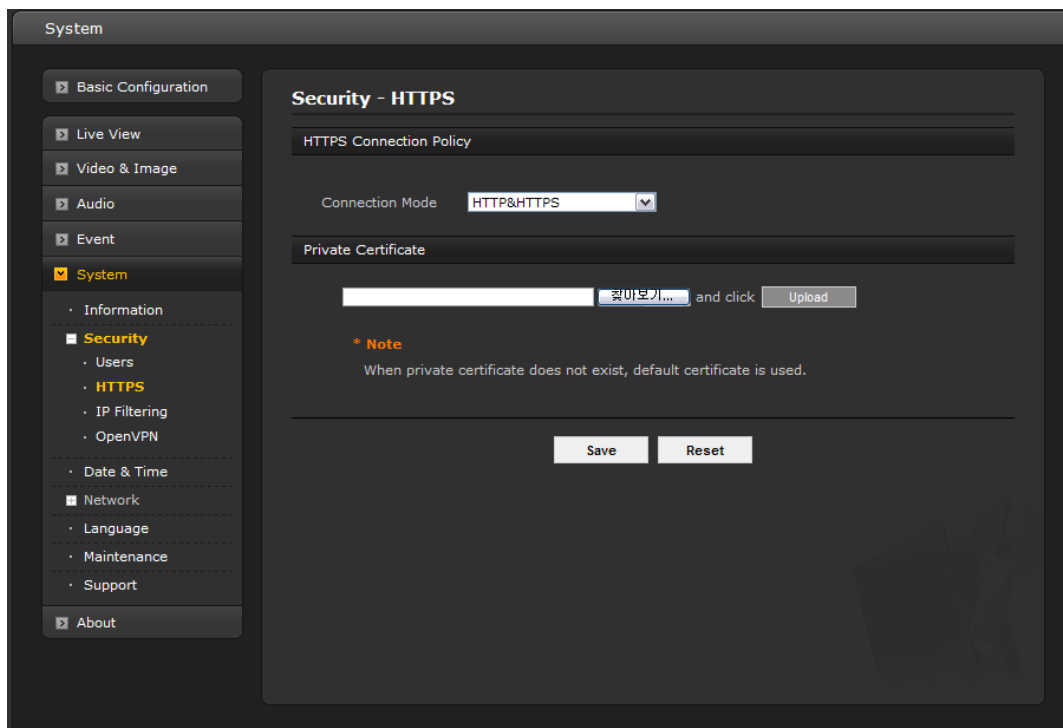 System
Basic Configuration
Live View
Video & Image
Audio
Event
System
· Information
Security
· Users
· HTTPS
· IP Filtering
· OpenVPN
· Date & Time
Network
· Language
· Maintenance
· Support
About
Security - HTTPS
HTTPS Connection Policy
Connection Mode HTTP&HTTPS
Private Certificate
찾아보기... and click Upload
* Note
When private certificate does not exist, default certificate is used.
Save Reset